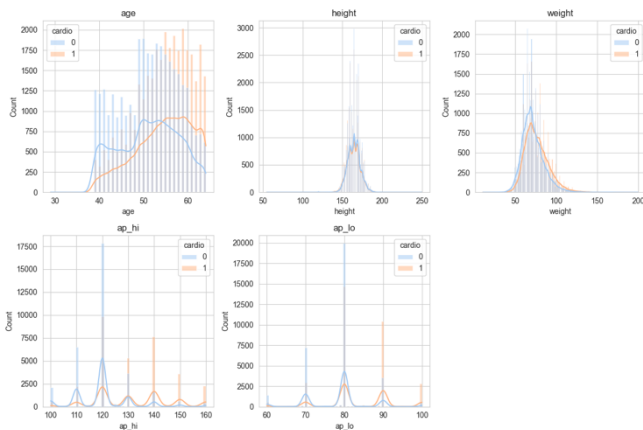 age
height
weight
cardio
0
1
cardio
0
1
cardio
0
1
2000
1750
1500
1250
1000
750
500
250
0
Count
3000
2500
2000
1500
1000
500
0
Count
2000
1750
1500
1250
1000
750
500
250
0
Count
30 40 50 60
50 100 150 200 250
50 100 150 200
age
height
weight
ap_hi
ap_lo
cardio
0
1
cardio
0
1
17500
15000
12500
10000
7500
5000
2500
0
Count
20000
17500
15000
12500
10000
7500
5000
2500
0
Count
100 110 120 130 140 150 160
60 70 80 90 100
ap_hi
ap_lo